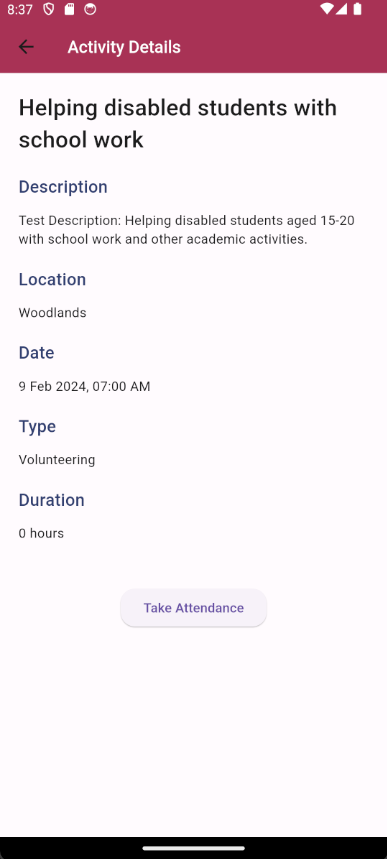 8:37
Activity Details
Helping disabled students with
school work
Description
Test Description: Helping disabled students aged 15-20
with school work and other academic activities.
Location
Woodlands
Date
9 Feb 2024, 07:00 AM
Type
Volunteering
Duration
0 hours
Take Attendance